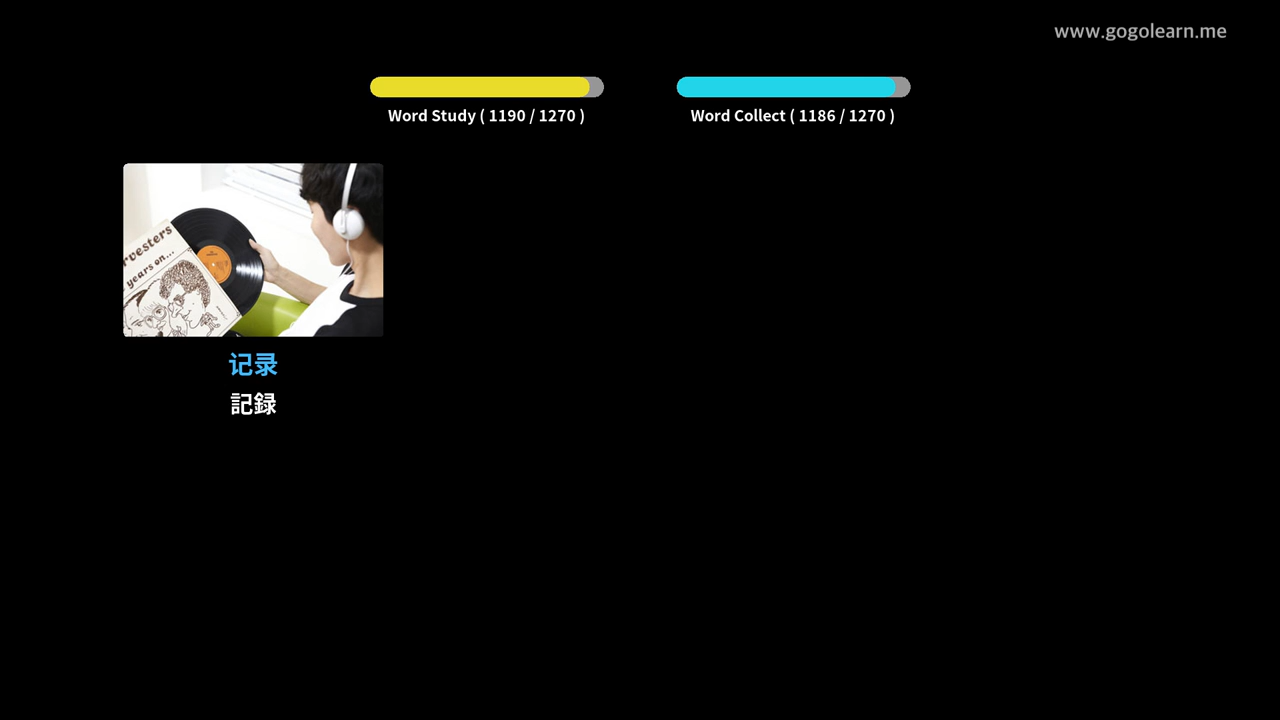 www.gogolearn.me
Word Study ( 1190 / 1270 )
Word Collect ( 1186 / 1270 )
rvesters
years on...
记录
記録